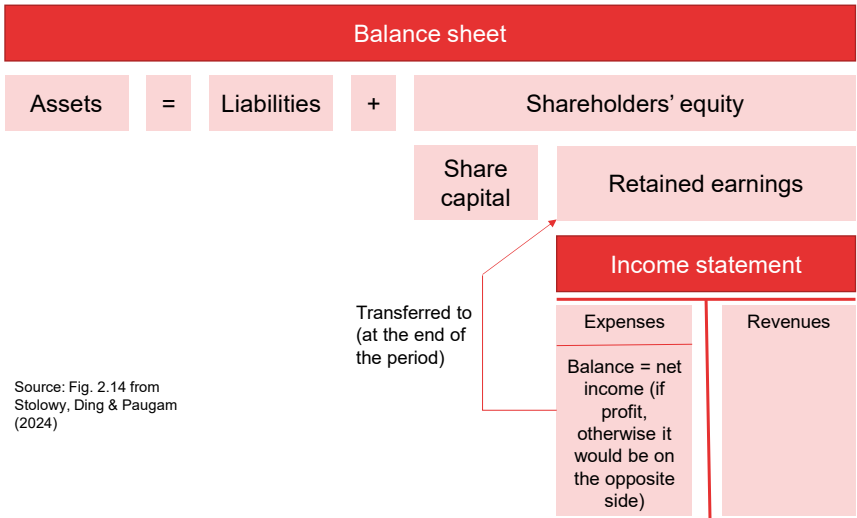 Balance sheet
Assets
=
Liabilities
+
Shareholders’ equity
Share
capital
Retained earnings
Income statement
Transferred to
(at the end of
the period)
Expenses
Revenues
Balance = net
income (if
profit,
otherwise it
would be on
the opposite
side)
Source: Fig. 2.14 from
Stolowy, Ding & Paugam
(2024)